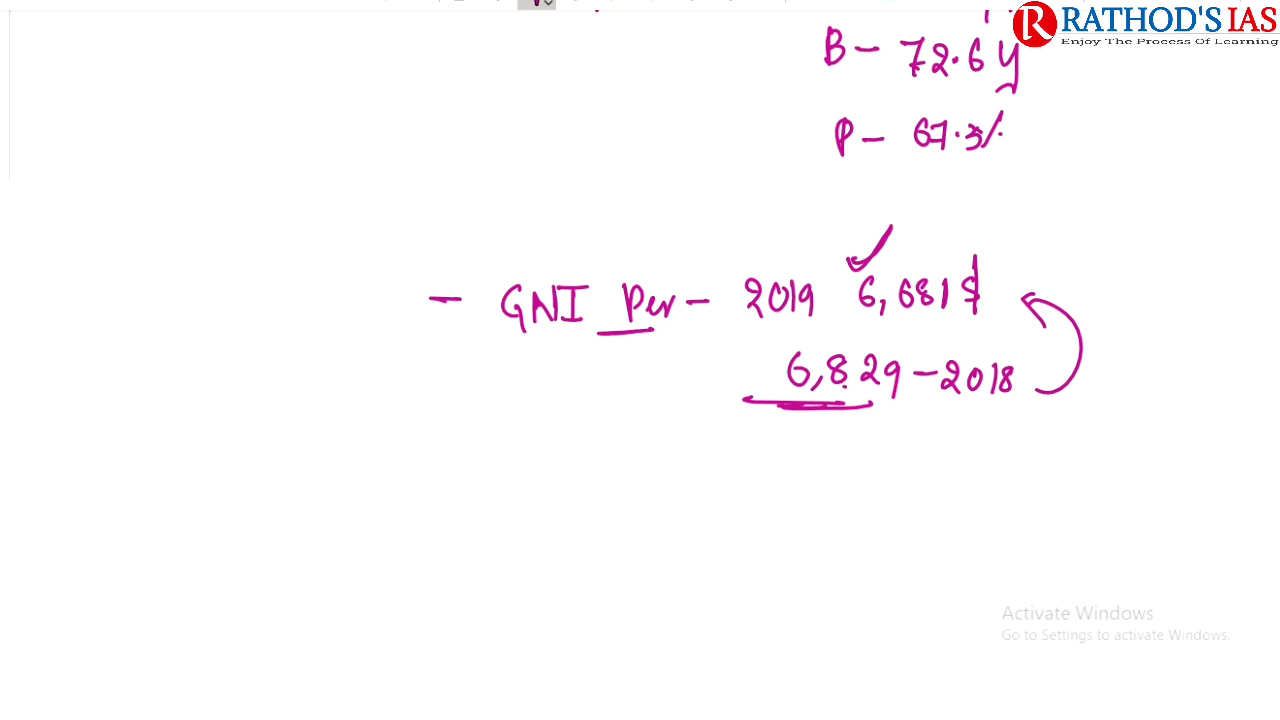 RATHOD'S IAS
Enjoy The Process Of Learning
B - 72.6 y
P - 67.3%
- GNI Per - 2019 6,681 $
6,829 - 2018
Activate Windows
Go to Settings to activate Windows.